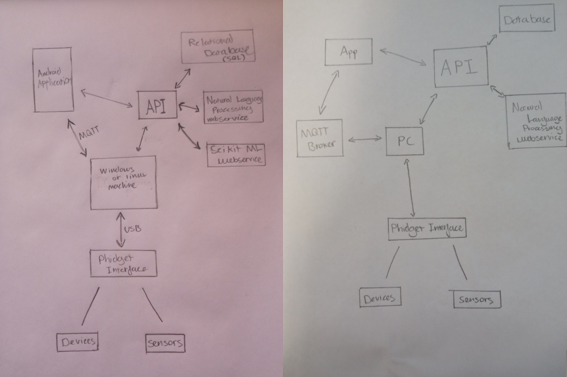 Relational
Database
(SQL)
Android
Application
API
Natural Language
Processing
webservice
MQTT
SciKit ML
Webservice
Windows
or linux
machine
USB
Phidget
Interface
Devices
Sensors
Database
App
API
Natural
Language
Processing
webservice
MQTT
Broker
PC
Phidget Interface
Devices
Sensors